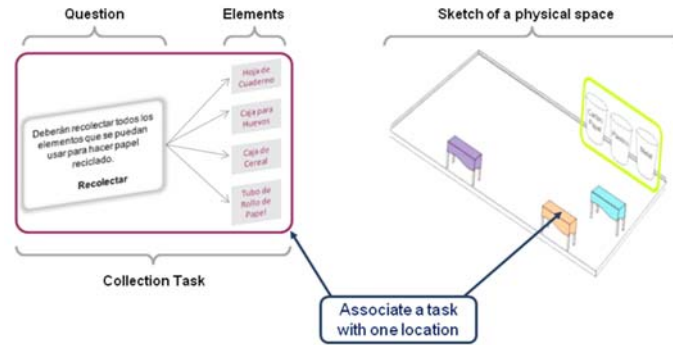 Question
Elements
Sketch of a physical space
Deberán recolectar todos los
elementos que se puedan
usar para hacer papel
reciclado.
Recolectar
Hoja de
Cuaderno
Caja para
Huevos
Caja de
Cereal
Tubo de
Rollo de
Papel
Collection Task
Associate a task
with one location